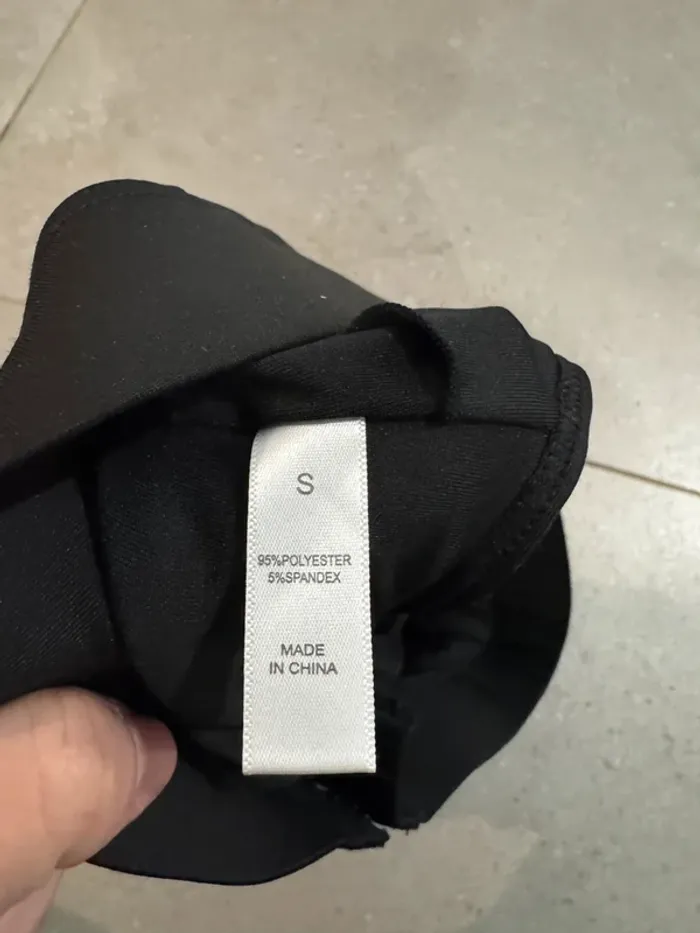 S
95%POLYESTER
5%SPANDEX
MADE
IN CHINA